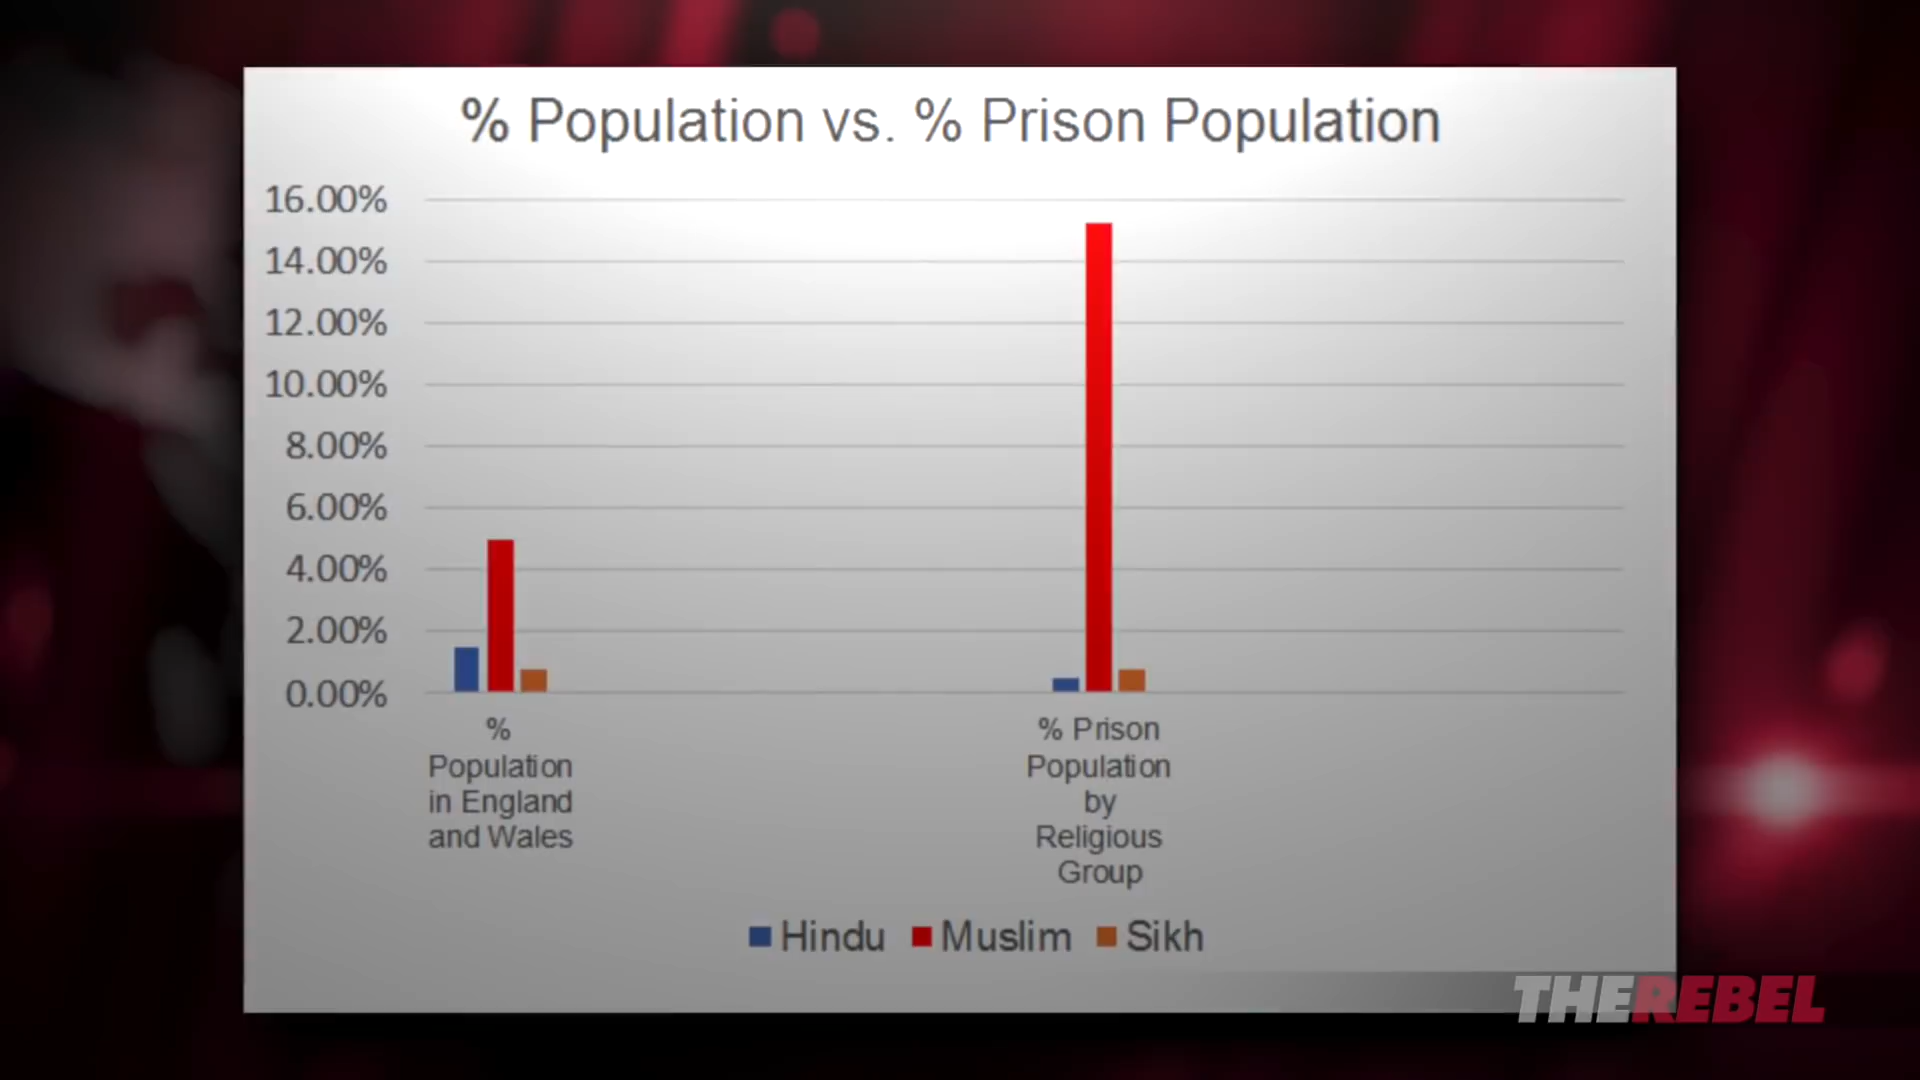 % Population vs. % Prison Population
16.00%
14.00%
12.00%
10.00%
8.00%
6.00%
4.00%
2.00%
0.00%
%
Population
in England
and Wales
% Prison
Population
by
Religious
Group
Hindu Muslim Sikh
THEREBEL